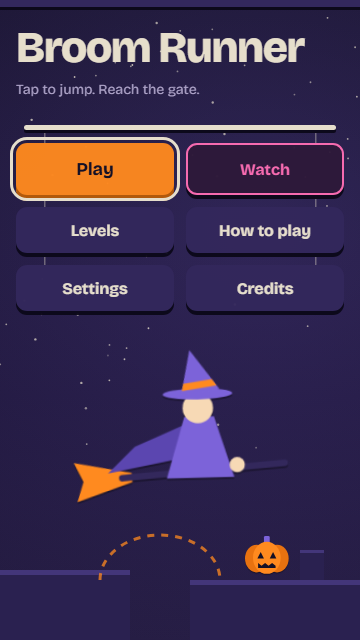 Broom Runner
Tap to jump. Reach the gate.
Play
Watch
Levels
How to play
Settings
Credits